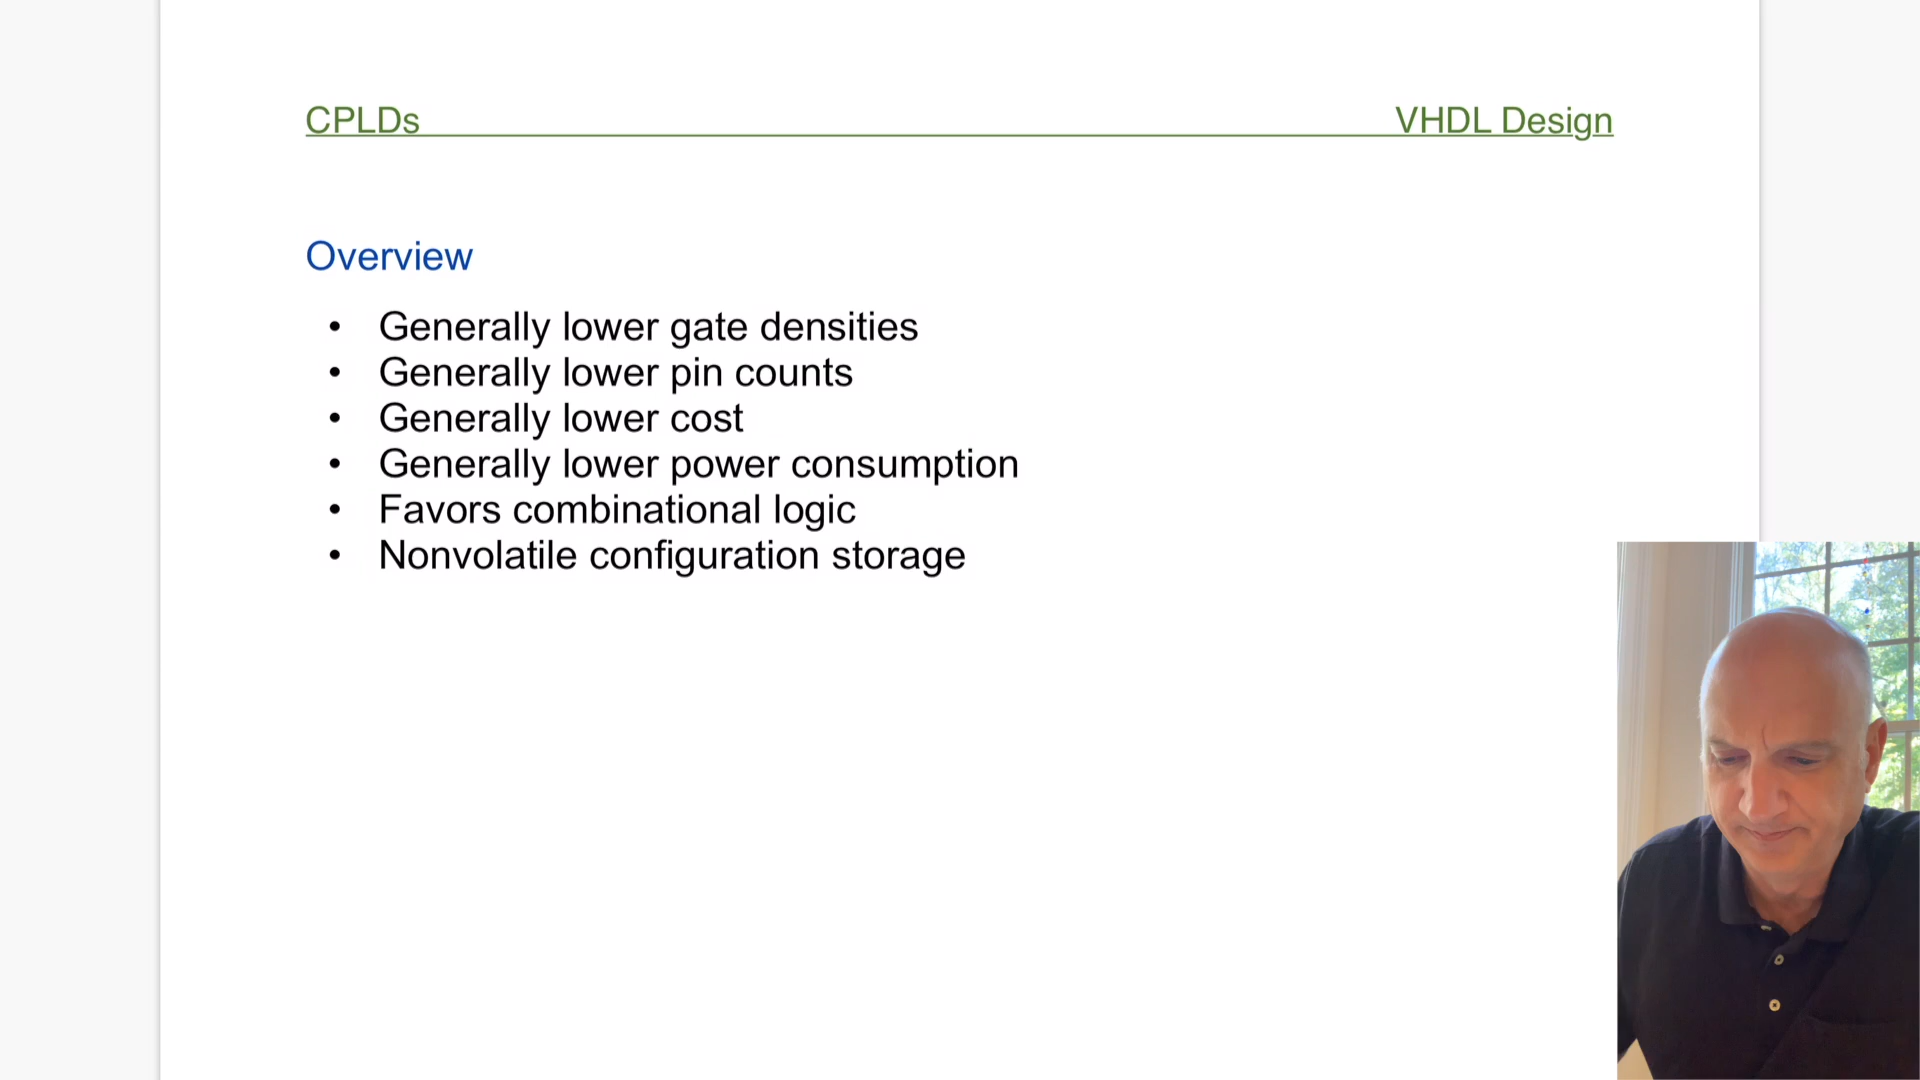 CPLDs VHDL Design
Overview
• Generally lower gate densities
• Generally lower pin counts
• Generally lower cost
• Generally lower power consumption
• Favors combinational logic
• Nonvolatile configuration storage